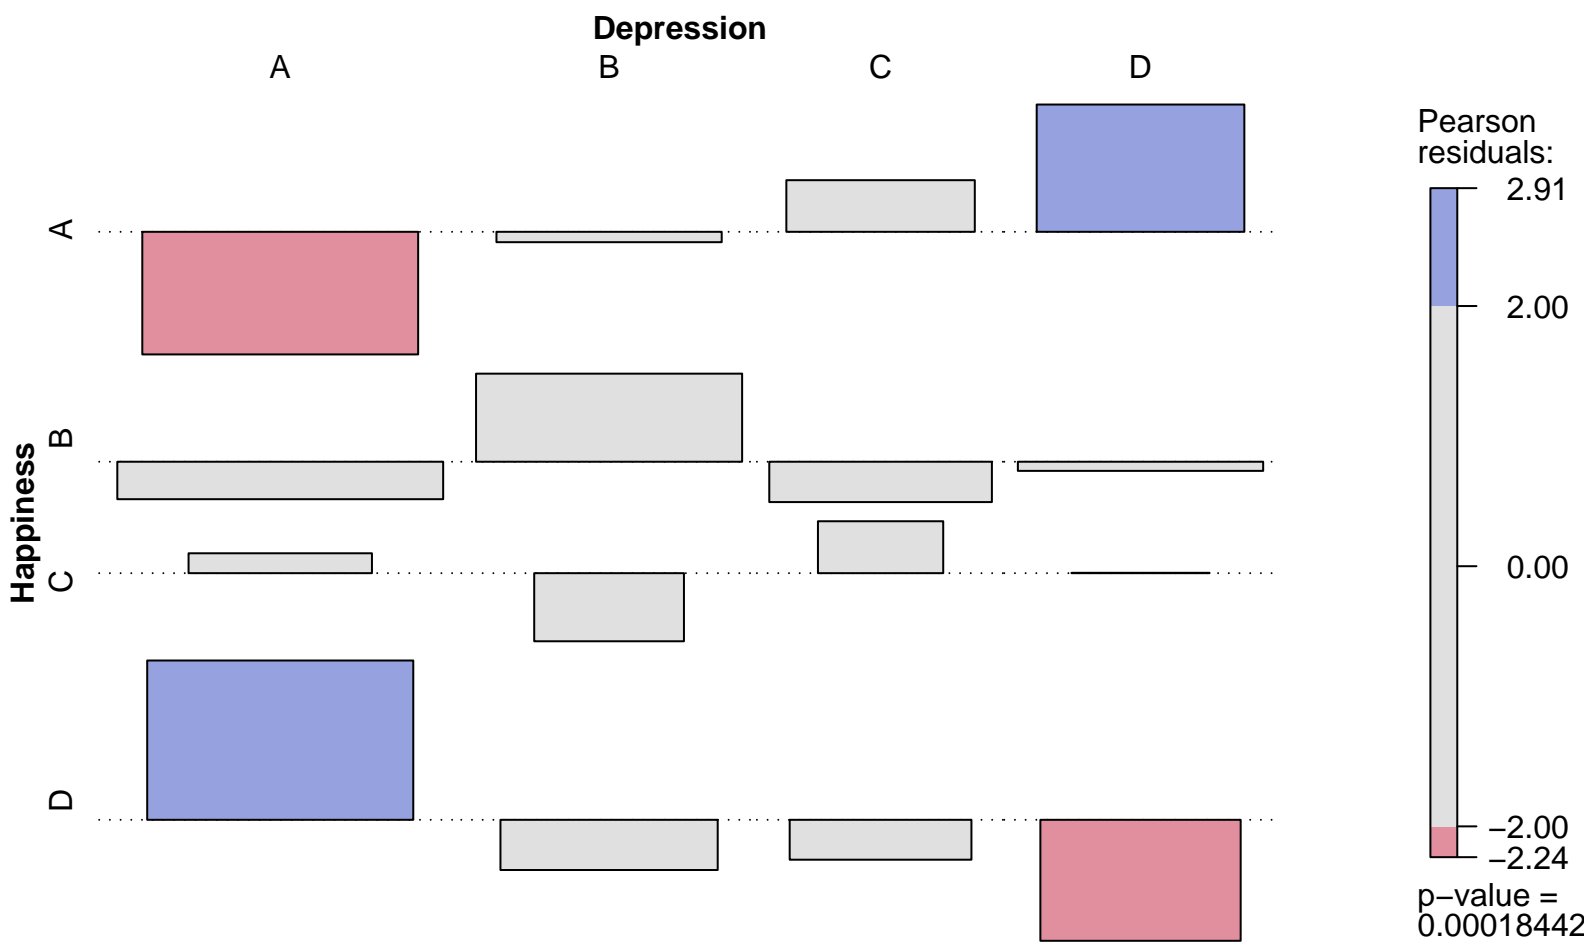 Depression
A B C D
Happiness
A
B
C
D
Pearson
residuals:
2.91
2.00
0.00
−2.00
−2.24
p−value =
0.00018442